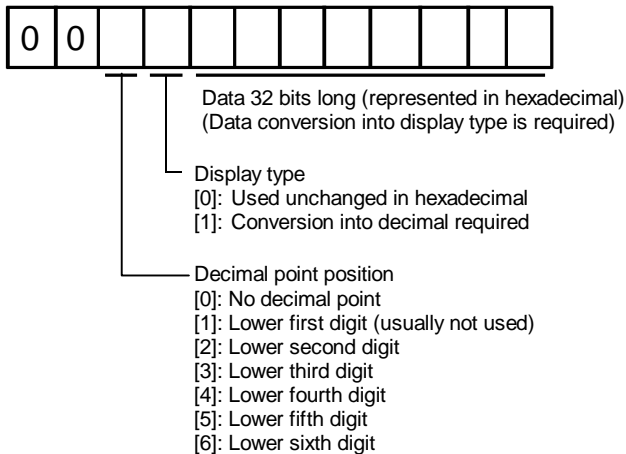 0 0
Data 32 bits long (represented in hexadecimal)
(Data conversion into display type is required)
Display type
[0]: Used unchanged in hexadecimal
[1]: Conversion into decimal required
Decimal point position
[0]: No decimal point
[1]: Lower first digit (usually not used)
[2]: Lower second digit
[3]: Lower third digit
[4]: Lower fourth digit
[5]: Lower fifth digit
[6]: Lower sixth digit